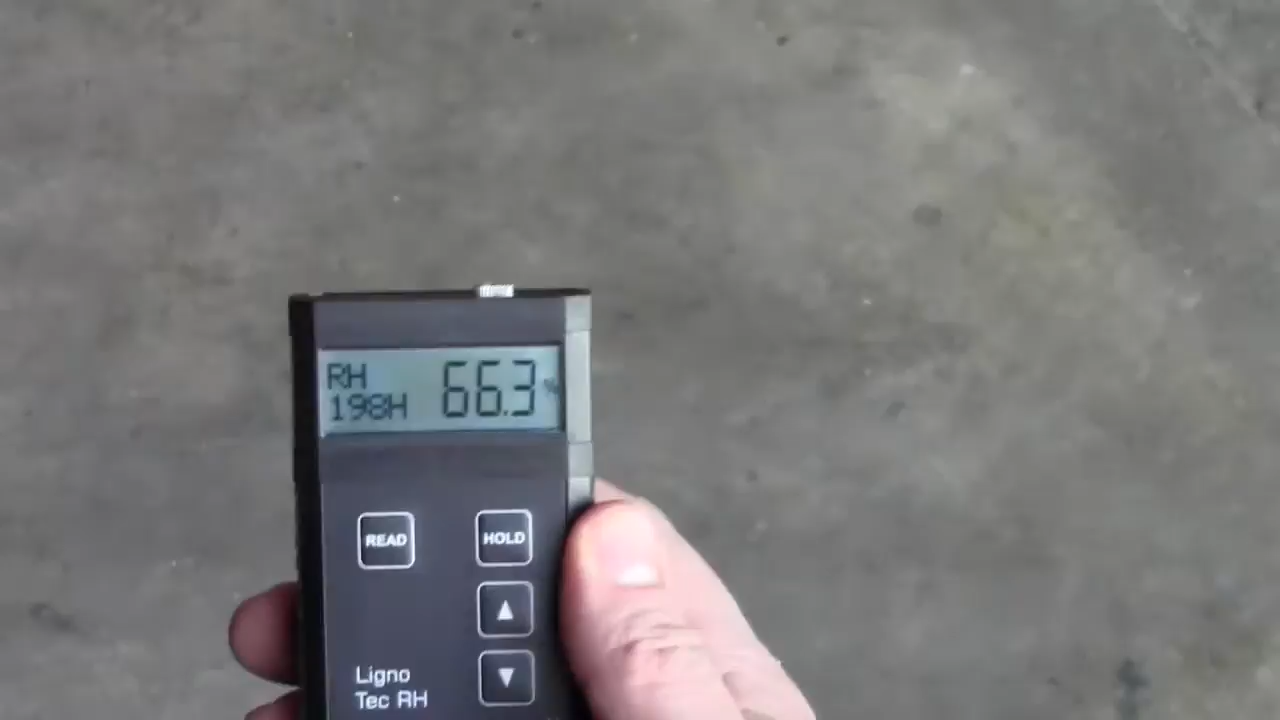 RH 66.3 %
198H
READ HOLD
▲
▼
Ligno
Tec RH